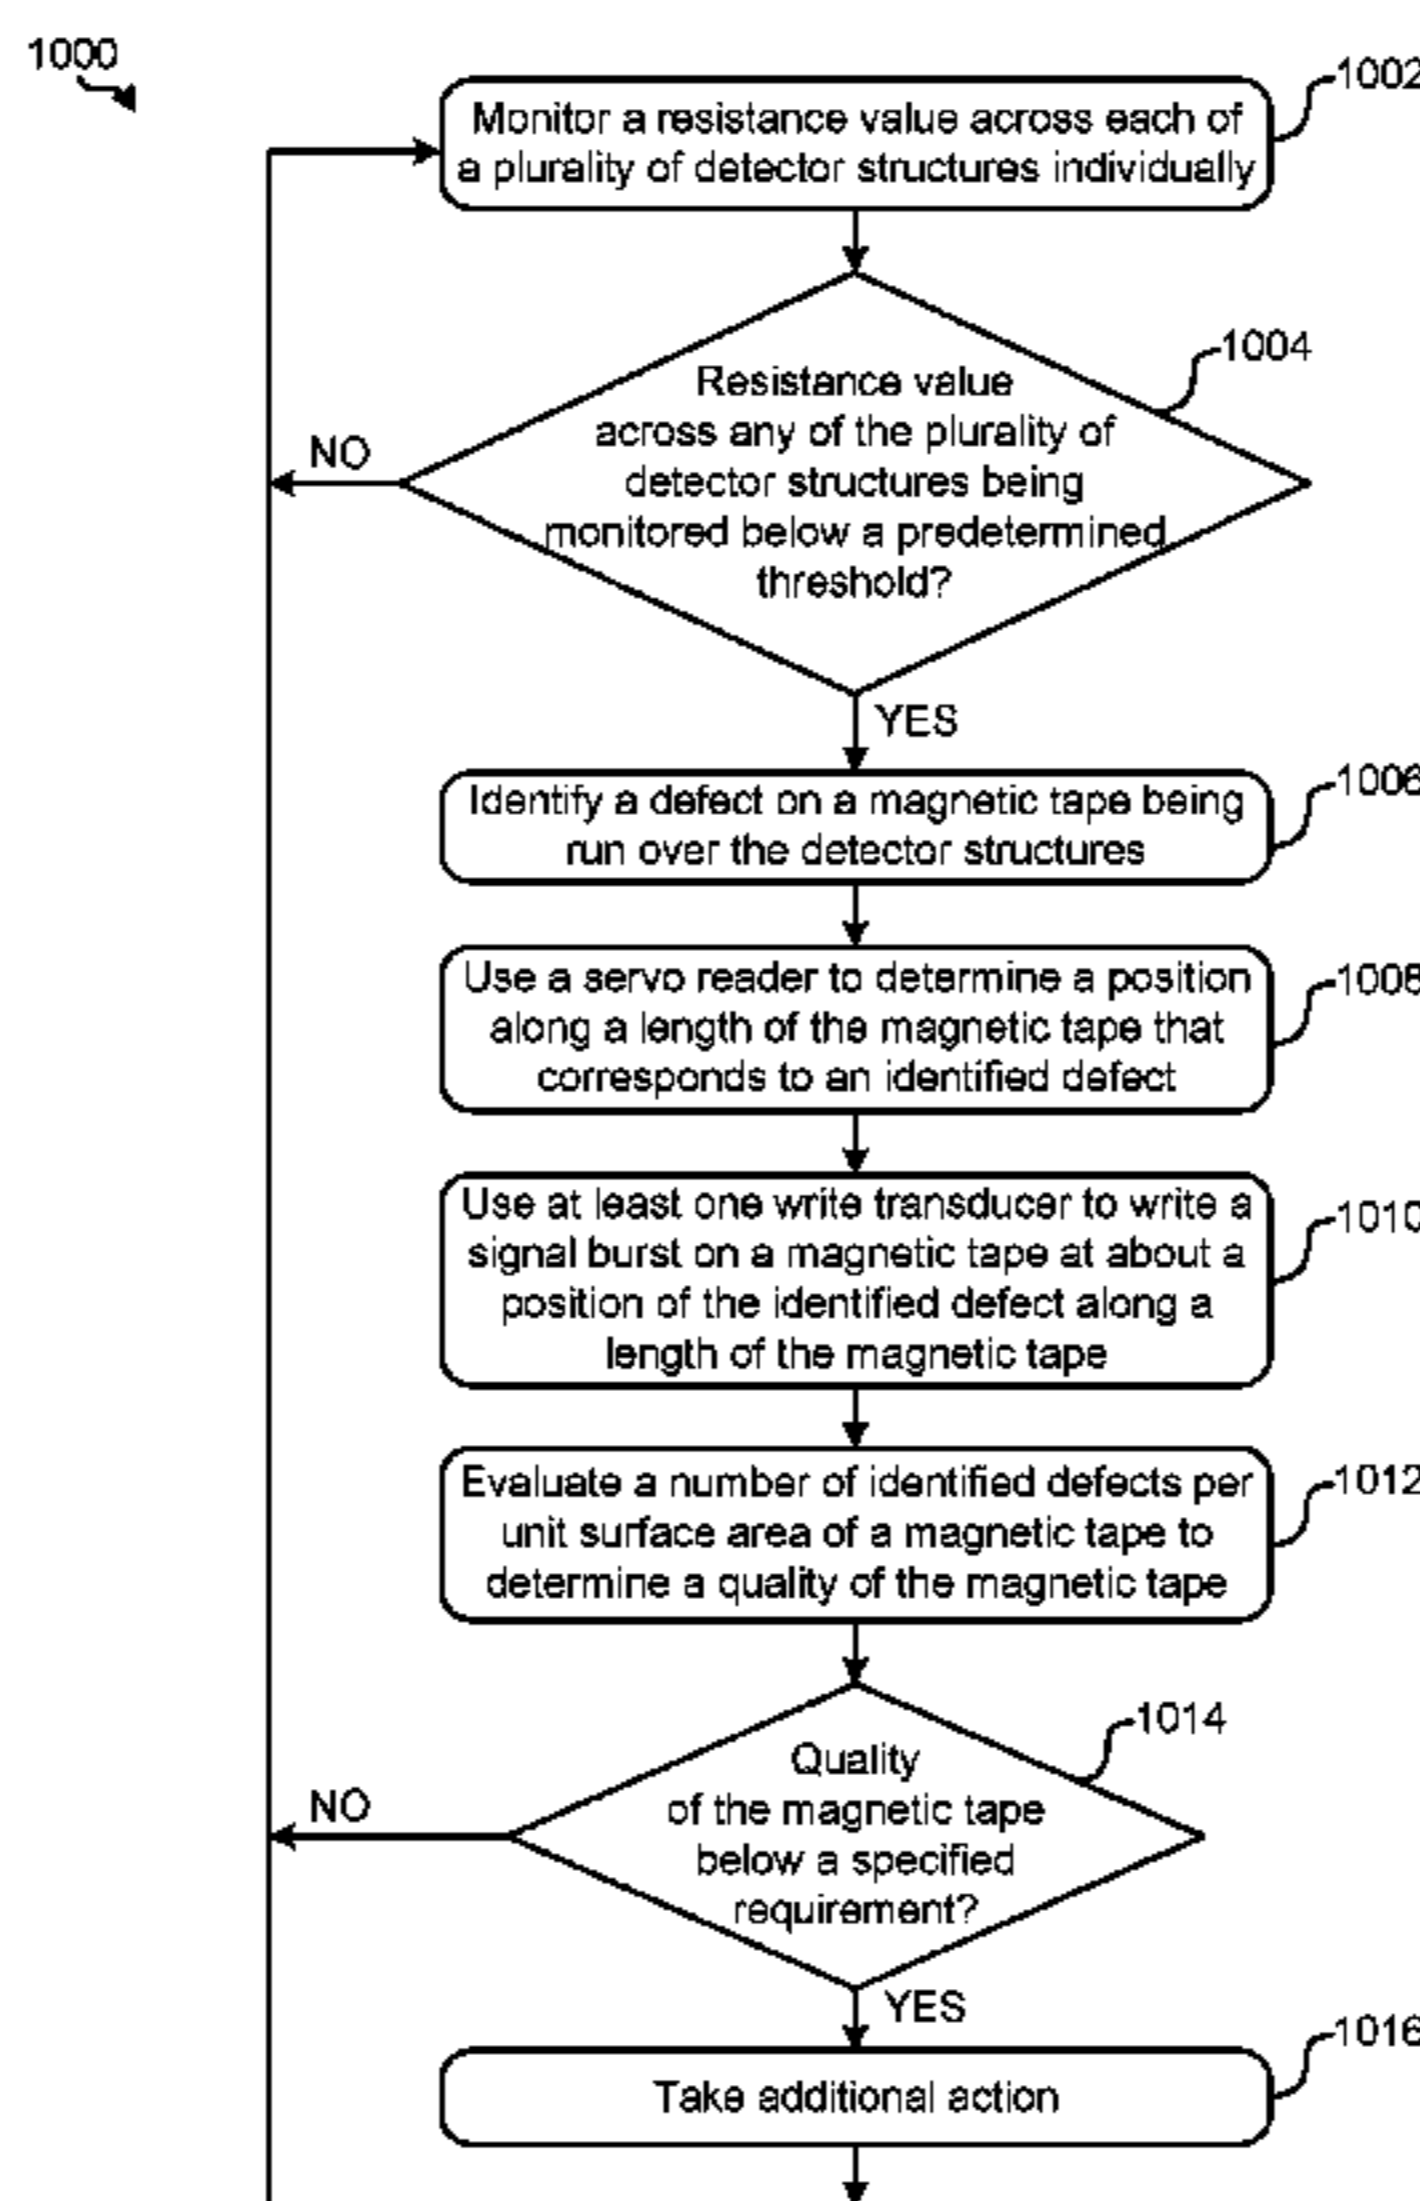 1000
1002
Monitor a resistance value across each of
a plurality of detector structures individually
1004
Resistance value
across any of the plurality of
detector structures being
monitored below a predetermined
threshold?
NO
YES
1006
Identify a defect on a magnetic tape being
run over the detector structures
1008
Use a servo reader to determine a position
along a length of the magnetic tape that
corresponds to an identified defect
1010
Use at least one write transducer to write a
signal burst on a magnetic tape at about a
position of the identified defect along a
length of the magnetic tape
1012
Evaluate a number of identified defects per
unit surface area of a magnetic tape to
determine a quality of the magnetic tape
1014
Quality
of the magnetic tape
below a specified
requirement?
NO
YES
1016
Take additional action